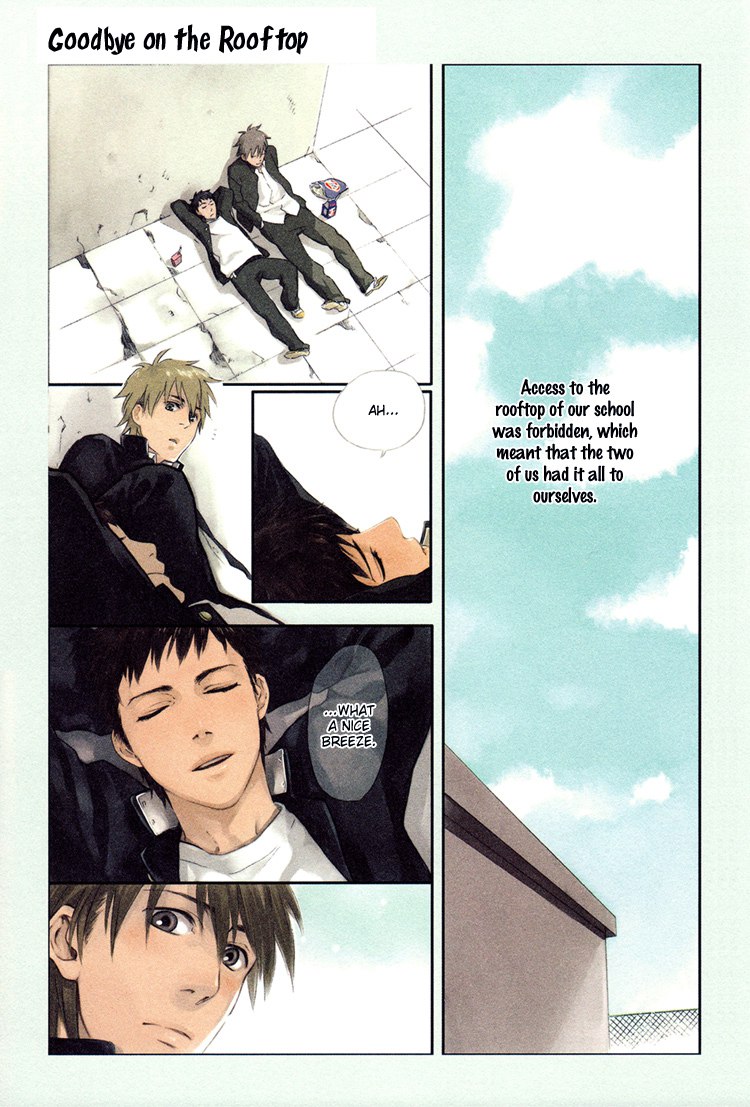 Goodbye on the Rooftop
Access to the
rooftop of our school
was forbidden, which
meant that the two
of us had it all to
ourselves.
AH...
...WHAT
A NICE
BREEZE.